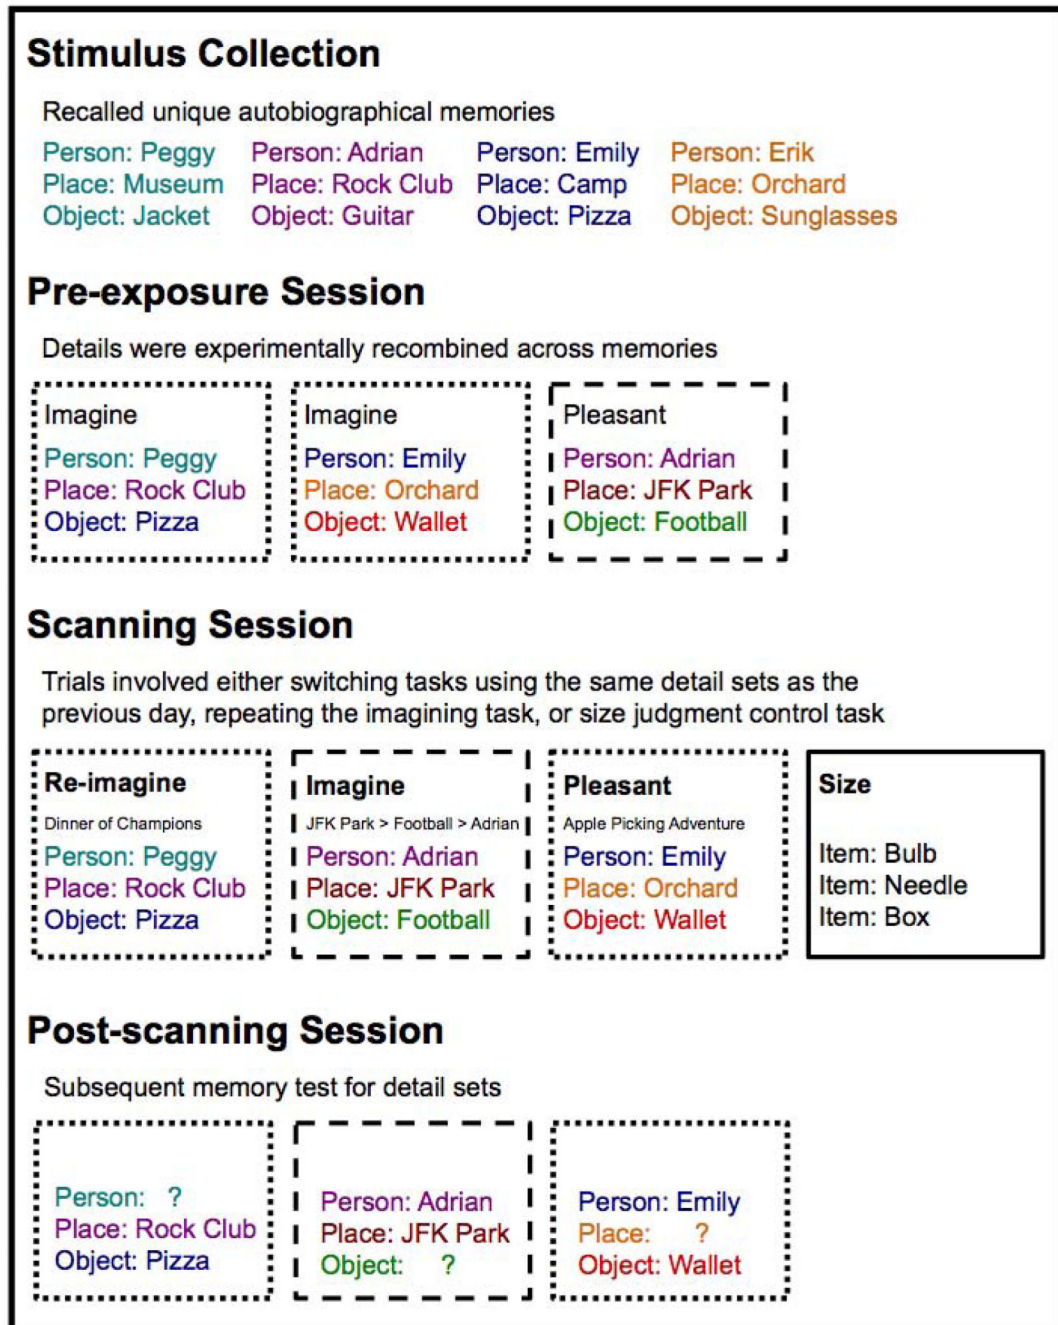 Stimulus Collection
Recalled unique autobiographical memories
Person: Peggy Person: Adrian Person: Emily Person: Erik
Place: Museum Place: Rock Club Place: Camp Place: Orchard
Object: Jacket Object: Guitar Object: Pizza Object: Sunglasses
Pre-exposure Session
Details were experimentally recombined across memories
Imagine Imagine Pleasant
Person: Peggy Person: Emily Person: Adrian
Place: Rock Club Place: Orchard Place: JFK Park
Object: Pizza Object: Wallet Object: Football
Scanning Session
Trials involved either switching tasks using the same detail sets as the
previous day, repeating the imagining task, or size judgment control task
Re-imagine Imagine Pleasant Size
Dinner of Champions JFK Park > Football > Adrian Apple Picking Adventure
Person: Peggy Person: Adrian Person: Emily Item: Bulb
Place: Rock Club Place: JFK Park Place: Orchard Item: Needle
Object: Pizza Object: Football Object: Wallet Item: Box
Post-scanning Session
Subsequent memory test for detail sets
Person: ? Person: Adrian Person: Emily
Place: Rock Club Place: JFK Park Place: ?
Object: Pizza Object: ? Object: Wallet